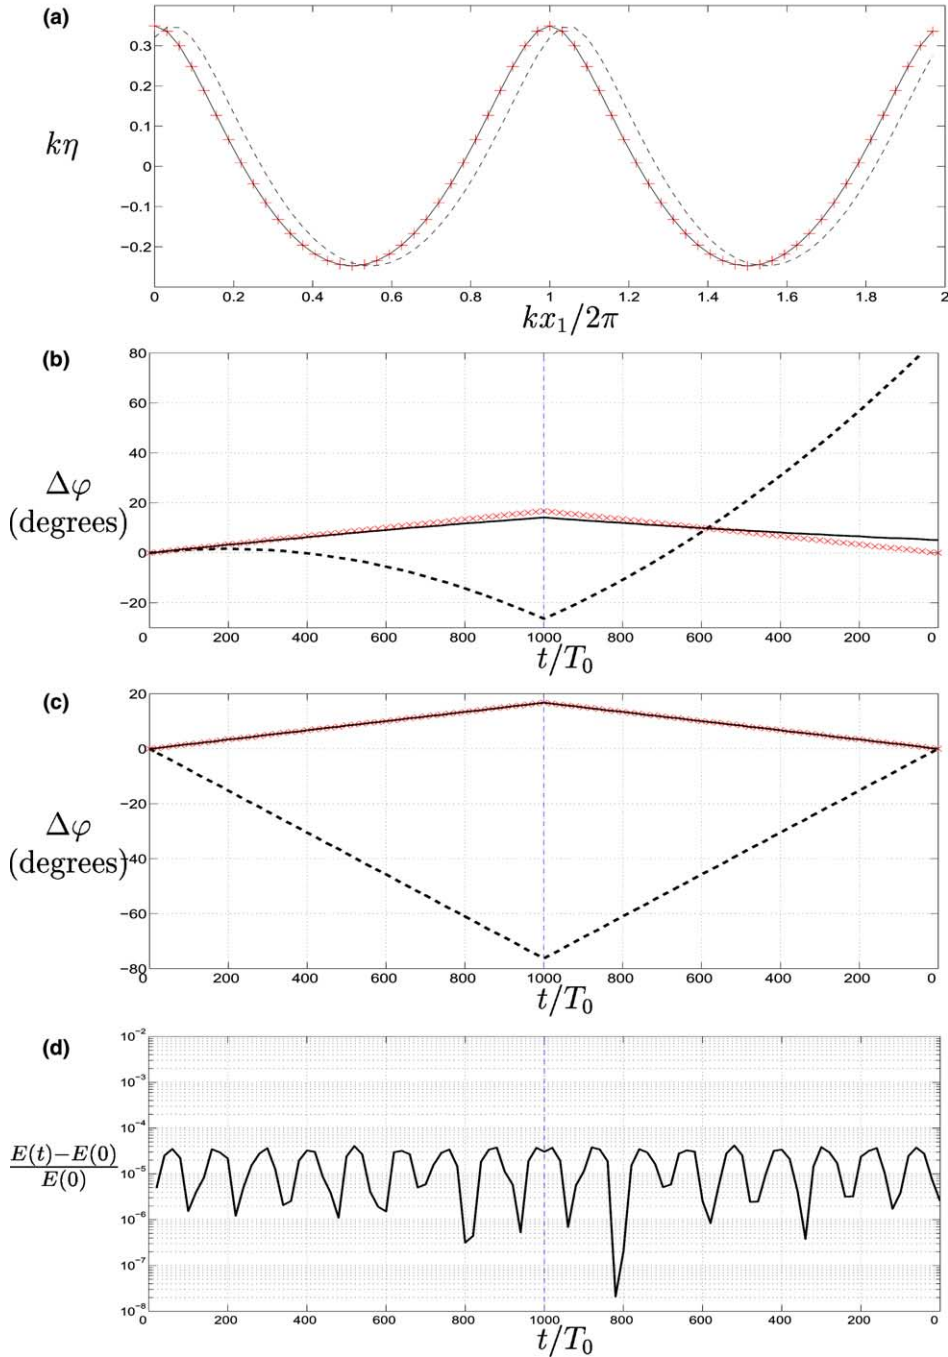 (a)
0.3
0.2
0.1
0
−0.1
−0.2
kη
0 0.2 0.4 0.6 0.8 1 1.2 1.4 1.6 1.8 2
kx₁/2π
(b)
80
60
40
20
0
−20
Δφ
(degrees)
0 200 400 600 800 1000 800 600 400 200 0
t/T₀
(c)
20
0
−20
−40
−60
−80
Δφ
(degrees)
0 200 400 600 800 1000 800 600 400 200 0
t/T₀
(d)
10⁻²
10⁻³
10⁻⁴
10⁻⁵
10⁻⁶
10⁻⁷
10⁻⁸
E(t)−E(0)
E(0)
0 200 400 600 800 1000 800 600 400 200 0
t/T₀